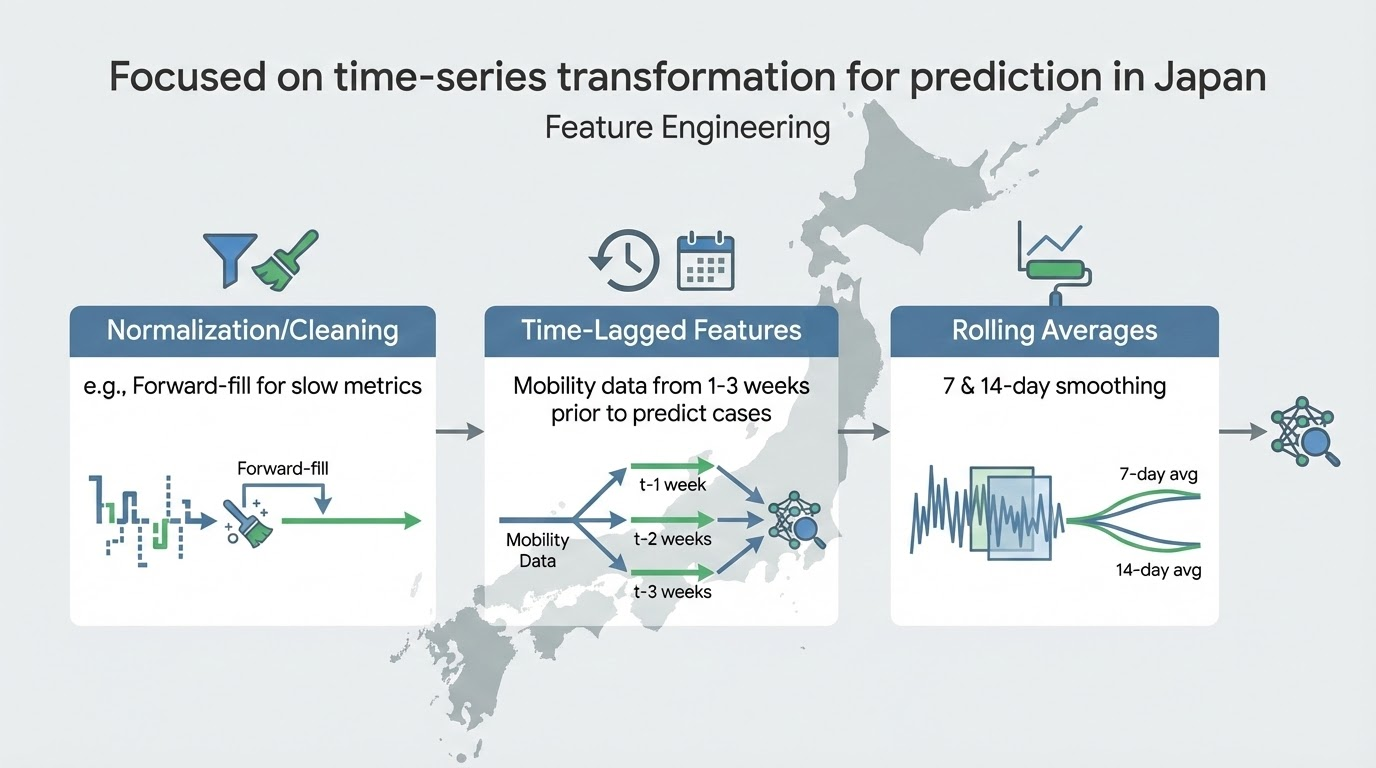 Focused on time-series transformation for prediction in Japan
Feature Engineering
Normalization/Cleaning
e.g., Forward-fill for slow metrics
Forward-fill
Time-Lagged Features
Mobility data from 1-3 weeks
prior to predict cases
Mobility
Data
t-1 week
t-2 weeks
t-3 weeks
Rolling Averages
7 & 14-day smoothing
7-day avg
14-day avg